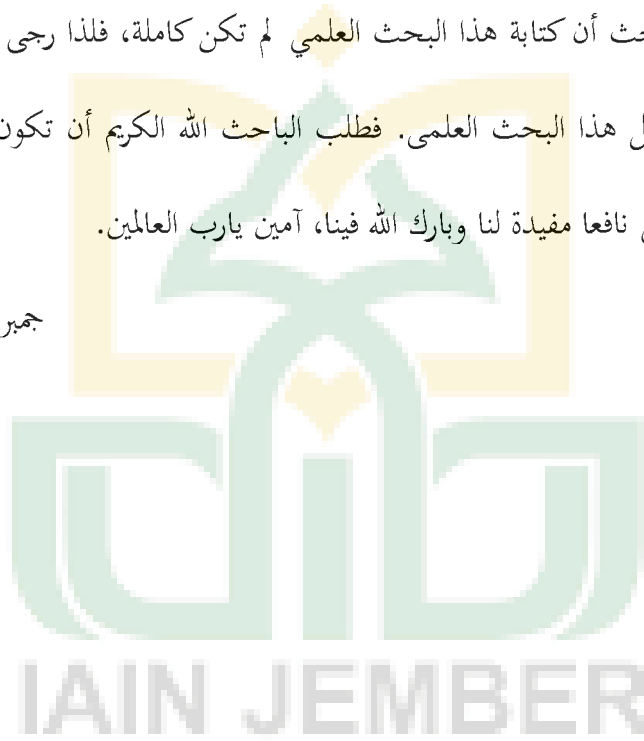 حث أن كتابة هذا البحث العلمي لم تكن كاملة، فلذا رجى
ل هذا البحث العلمى. فطلب الباحث الله الكريم أن تكون
نافعا مفيدة لنا وبارك الله فينا، آمين يارب العالمين.
جمبر
IAIN JEMBER